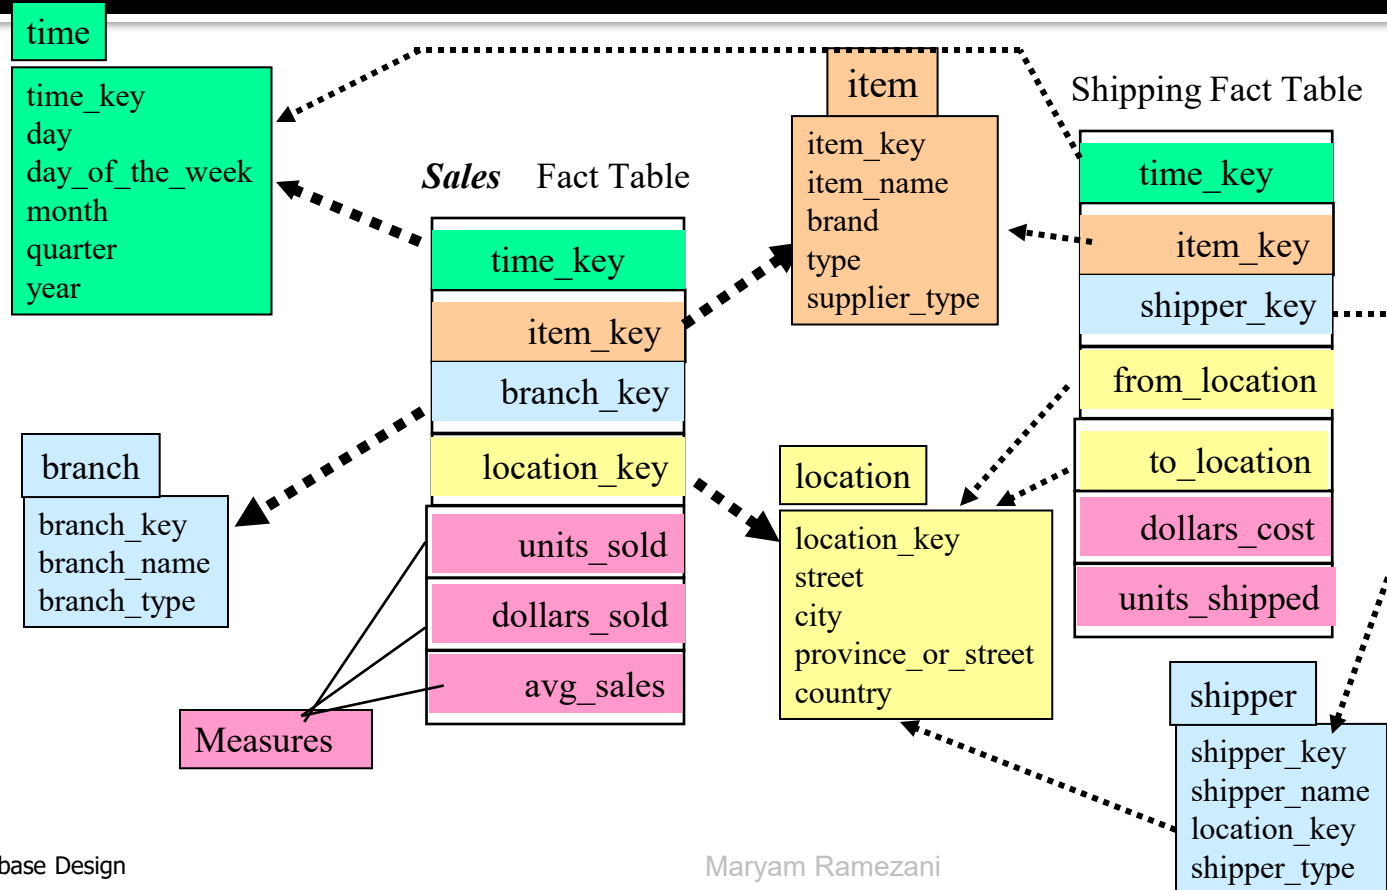 time
time_key
day
day_of_the_week
month
quarter
year
Sales Fact Table
time_key
item_key
branch_key
location_key
units_sold
dollars_sold
avg_sales
Measures
branch
branch_key
branch_name
branch_type
item
item_key
item_name
brand
type
supplier_type
location
location_key
street
city
province_or_street
country
Shipping Fact Table
time_key
item_key
shipper_key
from_location
to_location
dollars_cost
units_shipped
shipper
shipper_key
shipper_name
location_key
shipper_type
base Design
Maryam Ramezani